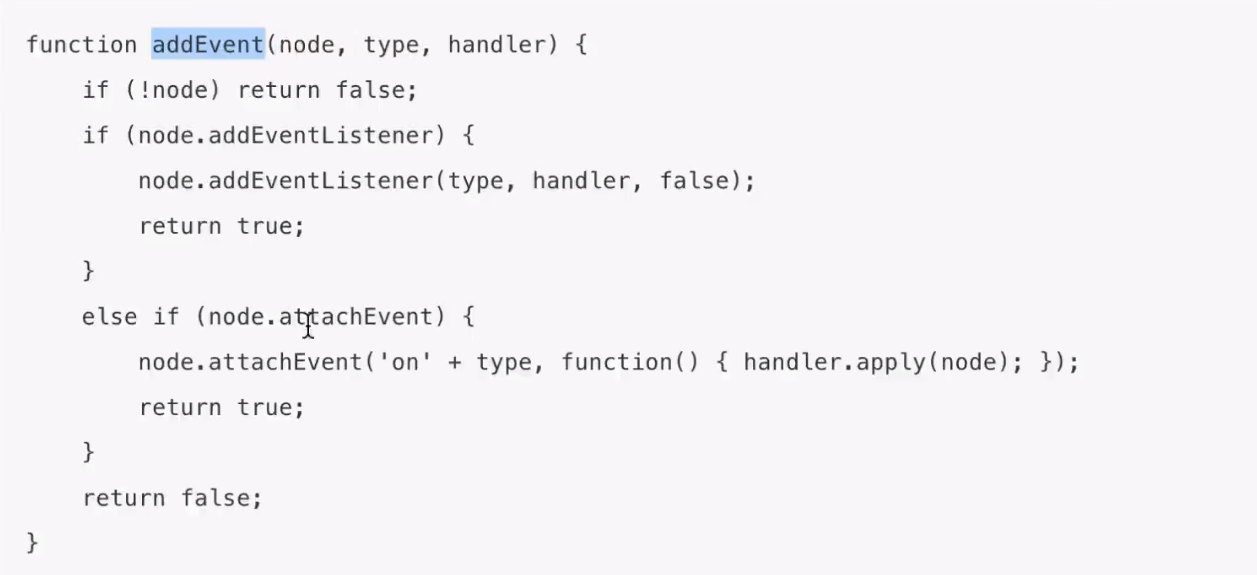 function addEvent(node, type, handler) {
    if (!node) return false;
    if (node.addEventListener) {
        node.addEventListener(type, handler, false);
        return true;
    }
    else if (node.attachEvent) {
        node.attachEvent('on' + type, function() { handler.apply(node); });
        return true;
    }
    return false;
}